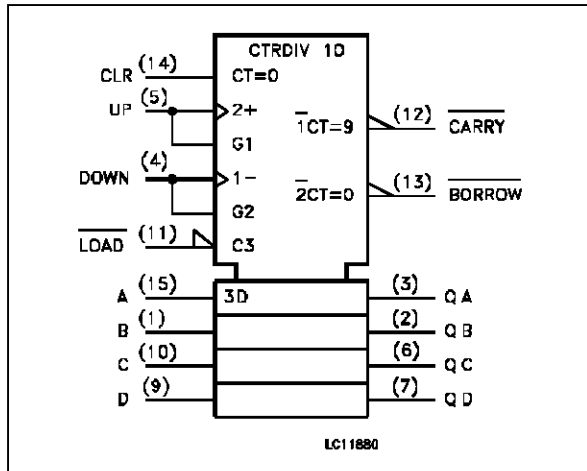 CTRDIV 10
CLR (14) CT=0
UP (5) 2+
1CT=9 (12) CARRY
G1
DOWN (4) 1-
2CT=0 (13) BORROW
G2
LOAD (11) C3
A (15) 3D (3) QA
B (1) (2) QB
C (10) (6) QC
D (9) (7) QD
LC11880